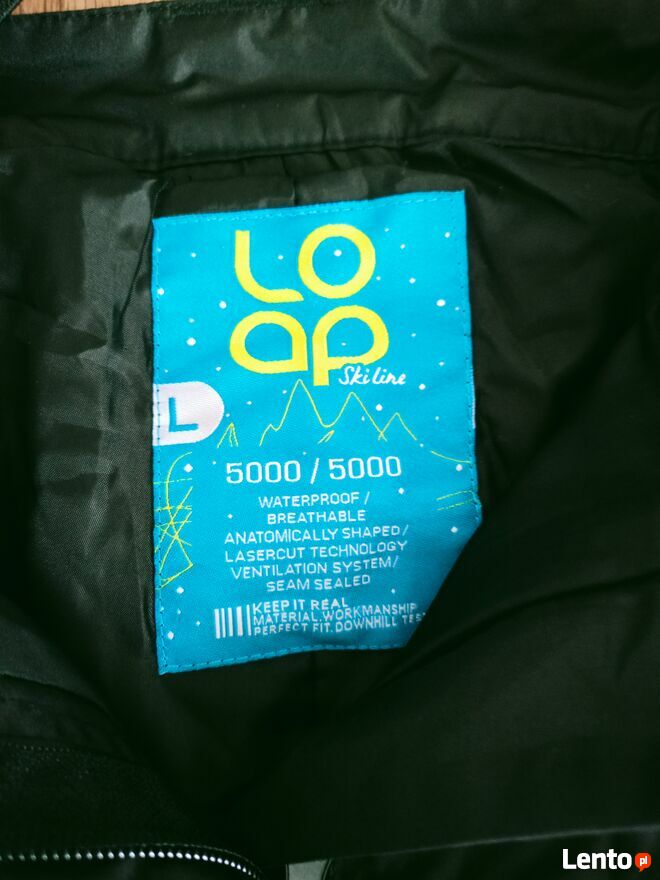 LO
AP
Ski line
L
5000 / 5000
WATERPROOF /
BREATHABLE
ANATOMICALLY SHAPED /
LASERCUT TECHNOLOGY
VENTILATION SYSTEM /
SEAM SEALED
KEEP IT REAL
MATERIAL, WORKMANSHIP
PERFECT FIT, DOWNHILL
Lento.pl